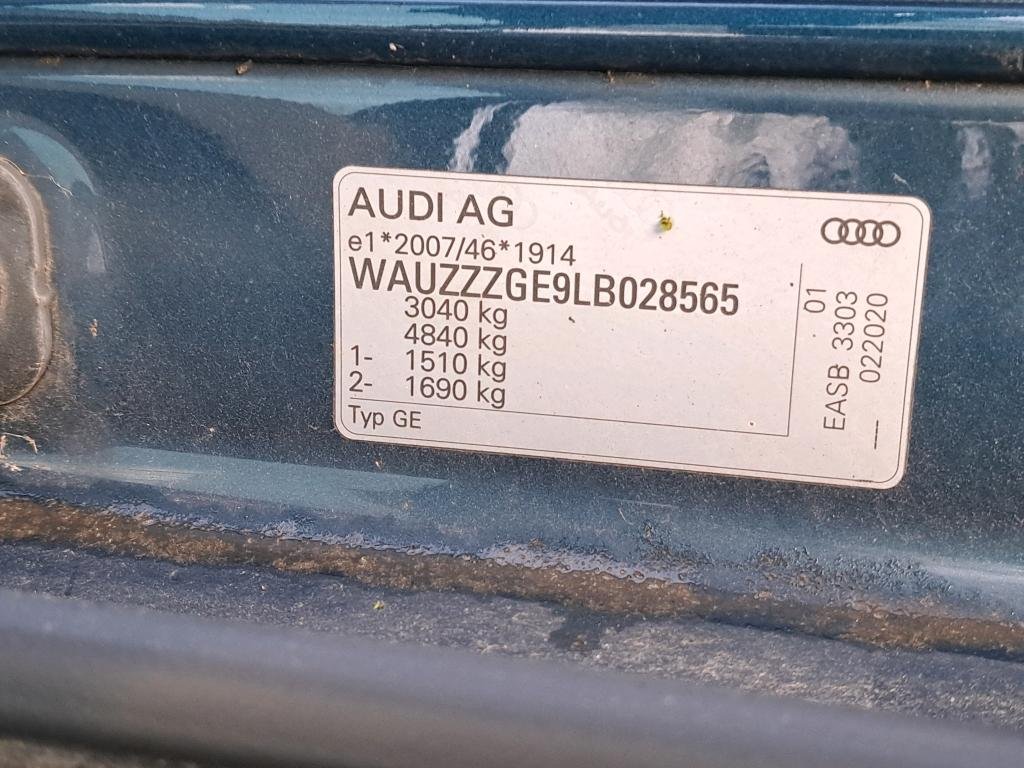 AUDI AG
e1*2007/46*1914
WAUZZZGE9LB028565
3040 kg
4840 kg
1- 1510 kg
2- 1690 kg
Typ GE
01
EASB 3303
022020